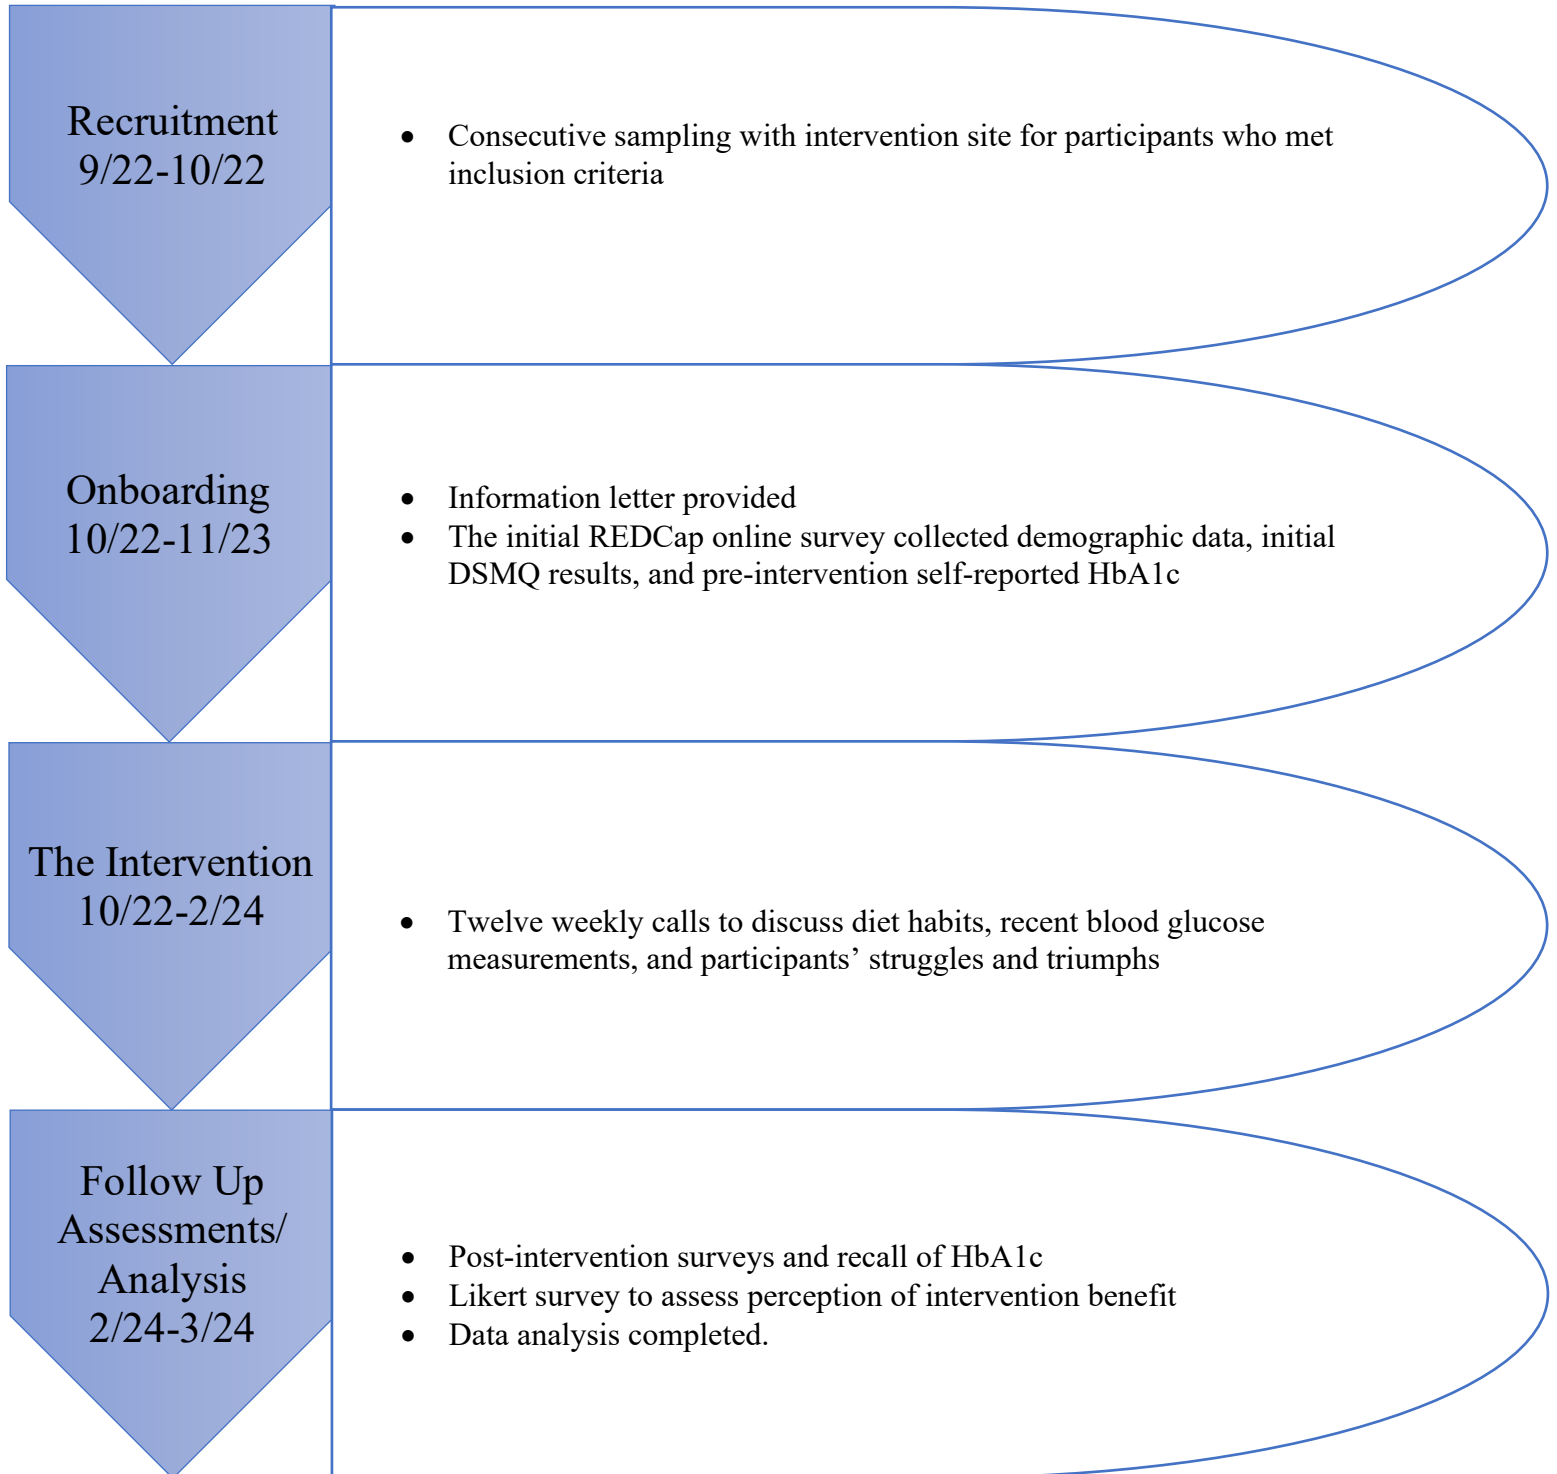 Recruitment
9/22-10/22
• Consecutive sampling with intervention site for participants who met
inclusion criteria
Onboarding
10/22-11/23
• Information letter provided
• The initial REDCap online survey collected demographic data, initial
DSMQ results, and pre-intervention self-reported HbA1c
The Intervention
10/22-2/24
• Twelve weekly calls to discuss diet habits, recent blood glucose
measurements, and participants’ struggles and triumphs
Follow Up
Assessments/
Analysis
2/24-3/24
• Post-intervention surveys and recall of HbA1c
• Likert survey to assess perception of intervention benefit
• Data analysis completed.